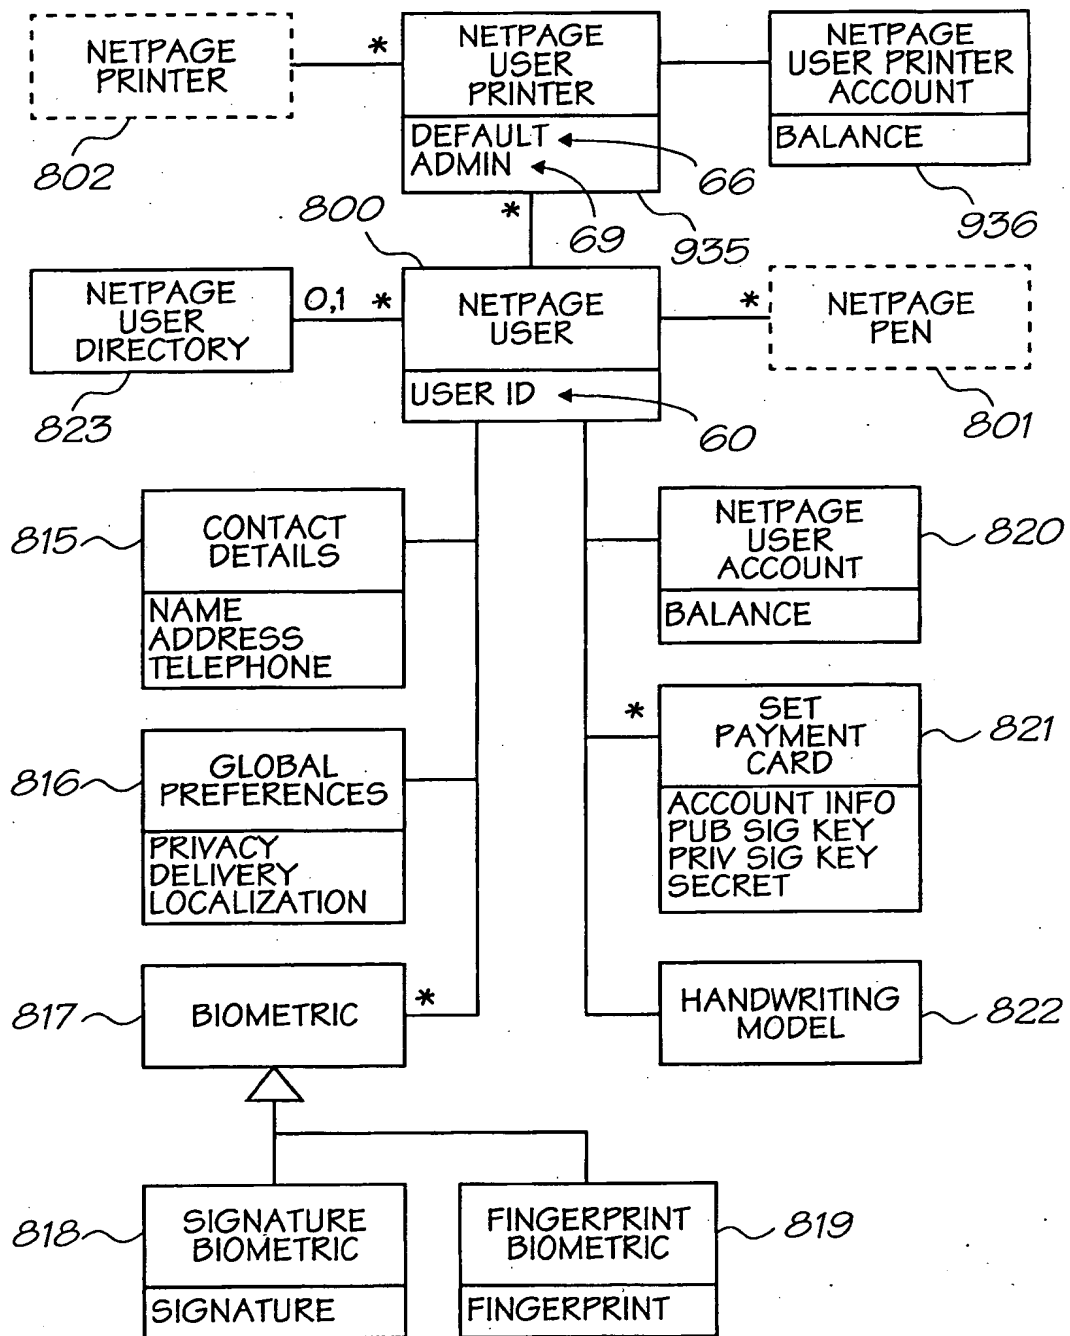 NETPAGE
PRINTER
802
*
NETPAGE
USER
PRINTER
DEFAULT
ADMIN
66
69
935
NETPAGE
USER PRINTER
ACCOUNT
BALANCE
936
*
800
NETPAGE
USER
DIRECTORY
823
0,1
*
NETPAGE
USER
USER ID
60
*
NETPAGE
PEN
801
815
CONTACT
DETAILS
NAME
ADDRESS
TELEPHONE
NETPAGE
USER
ACCOUNT
BALANCE
820
816
GLOBAL
PREFERENCES
PRIVACY
DELIVERY
LOCALIZATION
*
SET
PAYMENT
CARD
ACCOUNT INFO
PUB SIG KEY
PRIV SIG KEY
SECRET
821
817
BIOMETRIC
*
HANDWRITING
MODEL
822
818
SIGNATURE
BIOMETRIC
SIGNATURE
FINGERPRINT
BIOMETRIC
FINGERPRINT
819